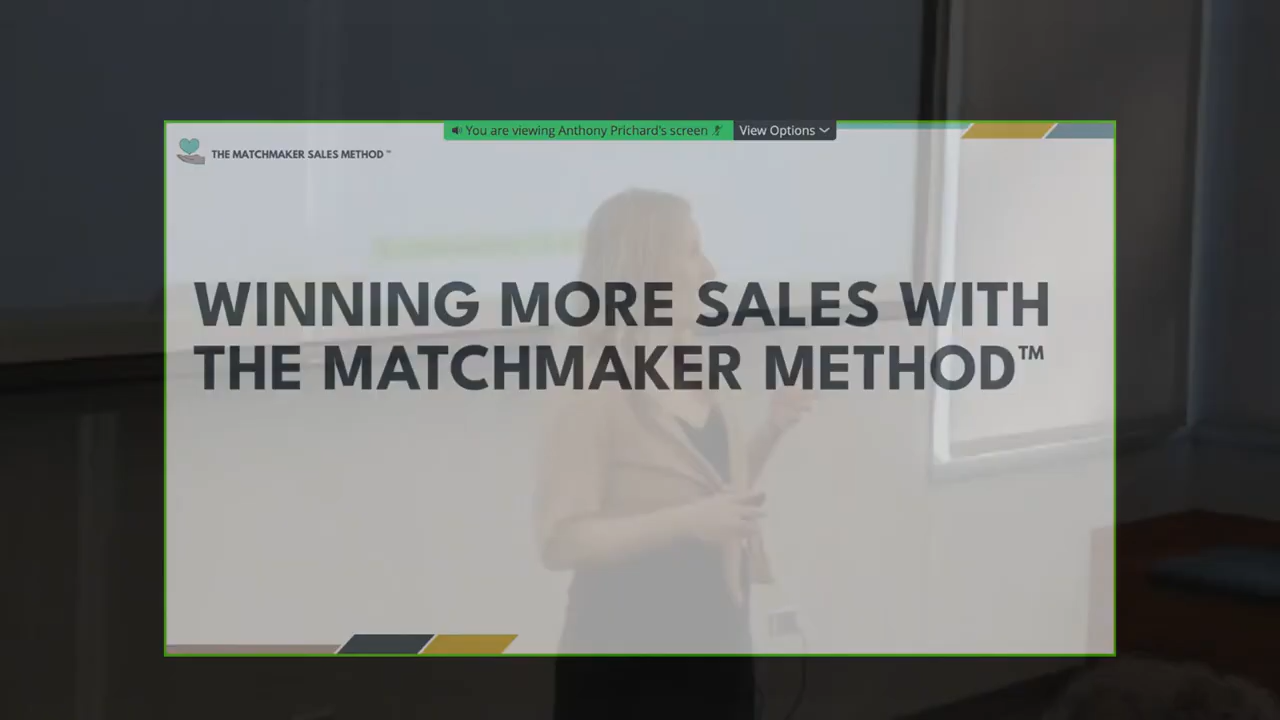 You are viewing Anthony Prichard's screen View Options
THE MATCHMAKER SALES METHOD™
WINNING MORE SALES WITH
THE MATCHMAKER METHOD™